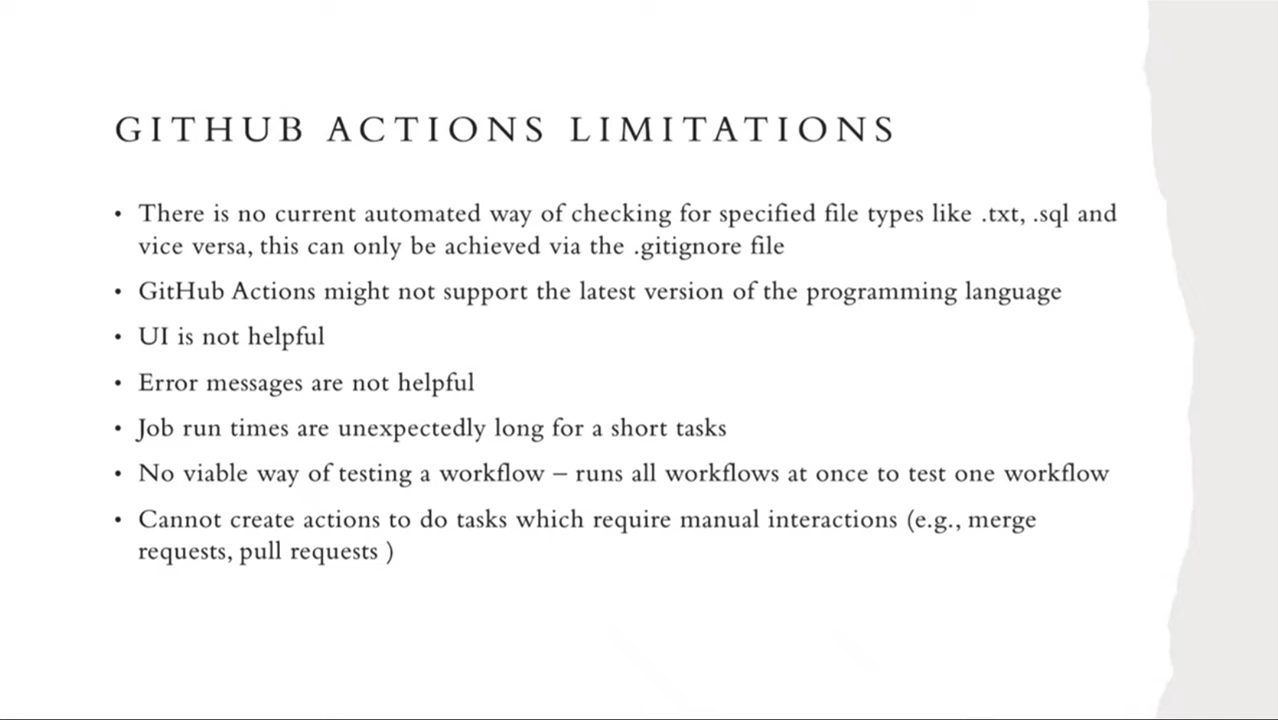 GITHUB ACTIONS LIMITATIONS
• There is no current automated way of checking for specified file types like .txt, .sql and
vice versa, this can only be achieved via the .gitignore file
• GitHub Actions might not support the latest version of the programming language
• UI is not helpful
• Error messages are not helpful
• Job run times are unexpectedly long for a short tasks
• No viable way of testing a workflow – runs all workflows at once to test one workflow
• Cannot create actions to do tasks which require manual interactions (e.g., merge
requests, pull requests )